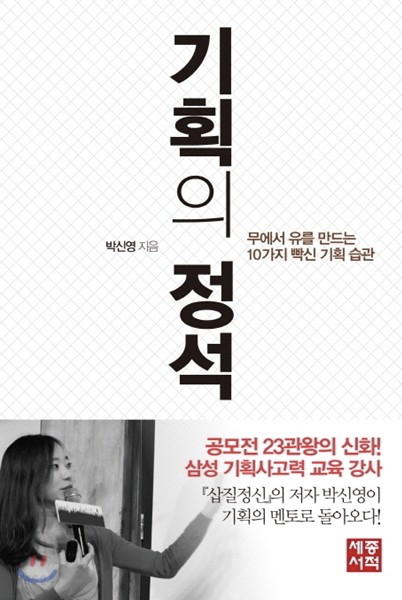 기획의 정석
박신영 지음
무에서 유를 만드는
10가지 빡신 기획 습관
공모전 23관왕의 신화!
삼성 기획사고력 교육 강사
『삽질정신』의 저자 박신영이
기획의 멘토로 돌아오다!
세종
서적